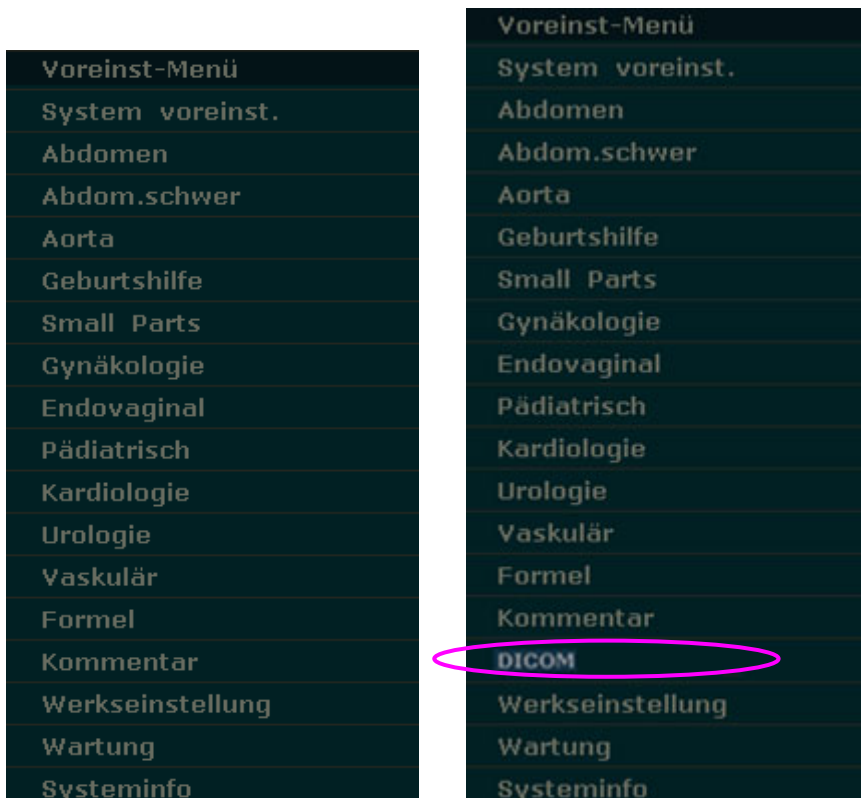 Voreinst-Menü
System voreinst.
Abdomen
Abdom.schwer
Aorta
Geburtshilfe
Small Parts
Gynäkologie
Endovaginal
Pädiatrisch
Kardiologie
Urologie
Vaskulär
Formel
Kommentar
Werkseinstellung
Wartung
Systeminfo
Voreinst-Menü
System voreinst.
Abdomen
Abdom.schwer
Aorta
Geburtshilfe
Small Parts
Gynäkologie
Endovaginal
Pädiatrisch
Kardiologie
Urologie
Vaskulär
Formel
Kommentar
DICOM
Werkseinstellung
Wartung
Systeminfo